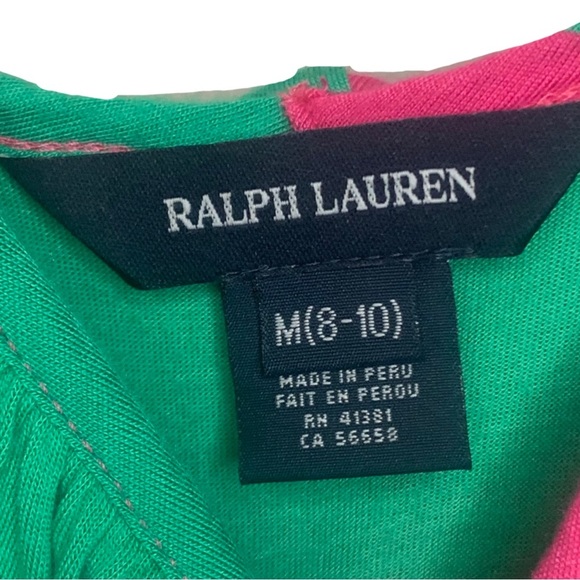 RALPH LAUREN
M(8-10)
MADE IN PERU
FAIT EN PEROU
RN 41381
CA 56658